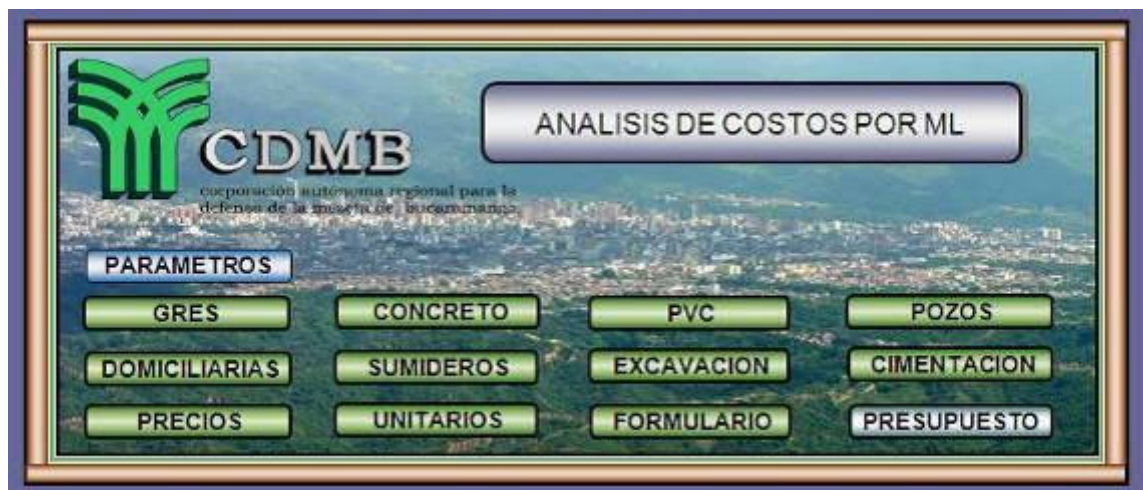 CDMB
corporación autónoma regional para la
defensa de la meseta de bucaramanga
ANALISIS DE COSTOS POR ML
PARAMETROS
GRES CONCRETO PVC POZOS
DOMICILIARIAS SUMIDEROS EXCAVACION CIMENTACION
PRECIOS UNITARIOS FORMULARIO PRESUPUESTO